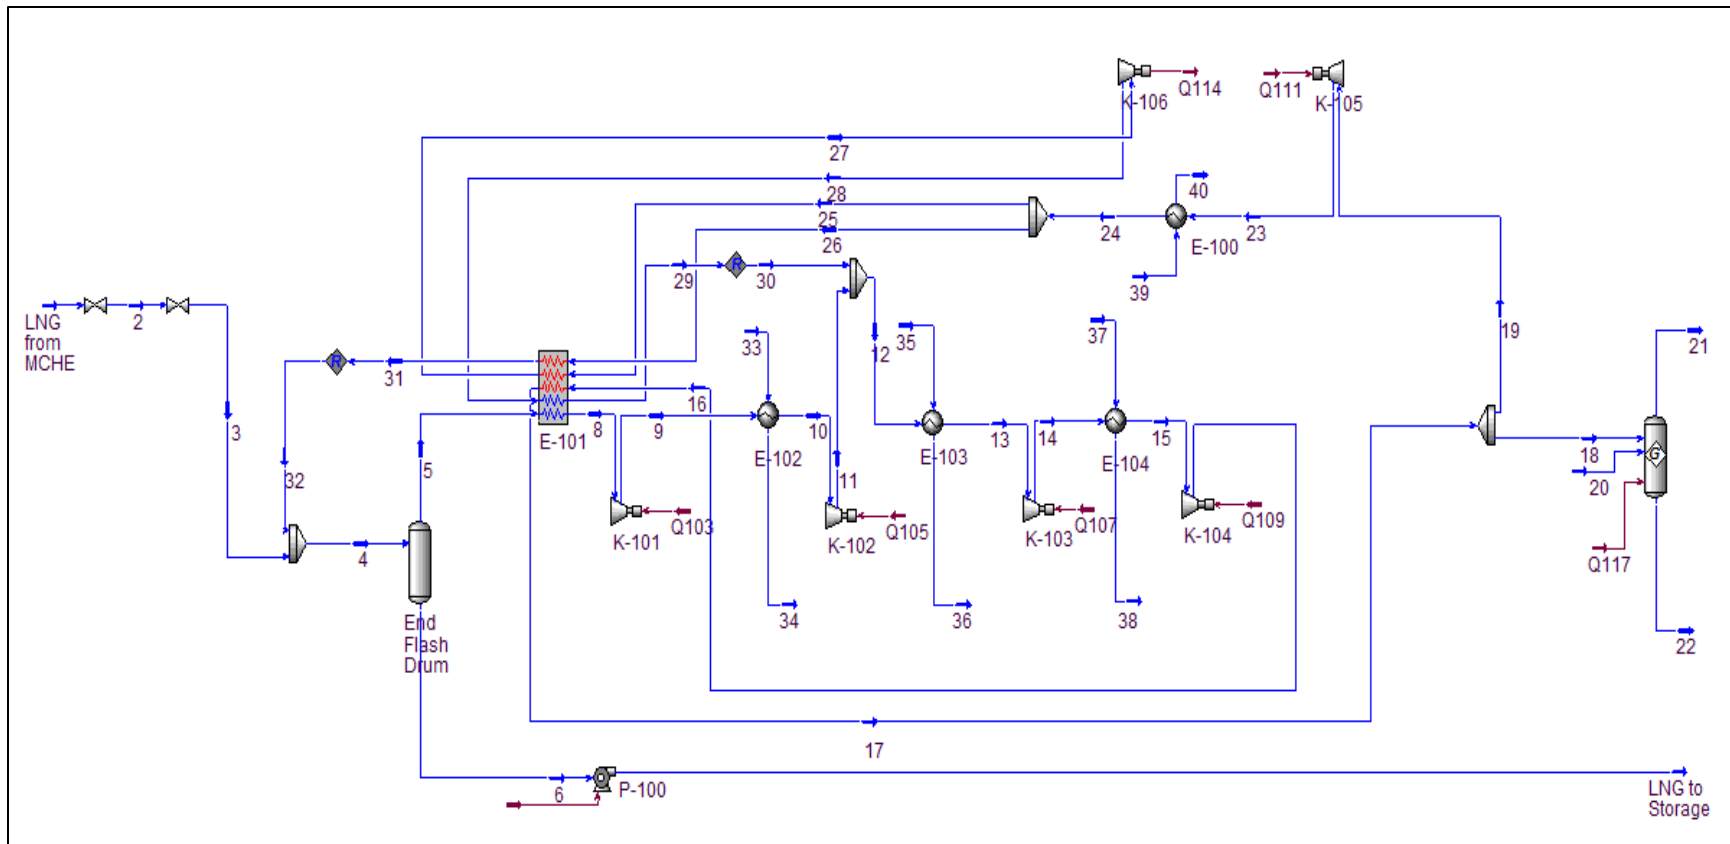 K-106
Q114
Q111
K-105
27
28
40
25
24
23
26
E-100
29
R
30
39
LNG
from
MCHE
2
33
35
12
37
19
21
R
31
16
3
E-101
8
9
E-102
10
E-103
13
14
E-104
15
18
G
20
32
5
11
K-101
Q103
K-102
Q105
K-103
Q107
K-104
Q109
4
Q117
34
36
38
End
Flash
Drum
22
17
6
P-100
LNG to
Storage